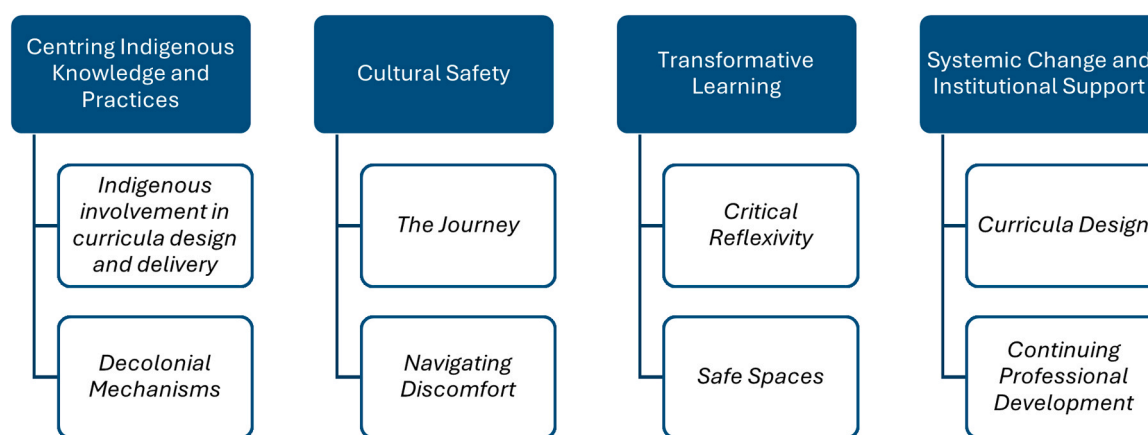 Centring Indigenous
Knowledge and
Practices
Indigenous
involvement in
curricula design
and delivery
Decolonial
Mechanisms
Cultural Safety
The Journey
Navigating
Discomfort
Transformative
Learning
Critical
Reflexivity
Safe Spaces
Systemic Change and
Institutional Support
Curricula Design
Continuing
Professional
Development